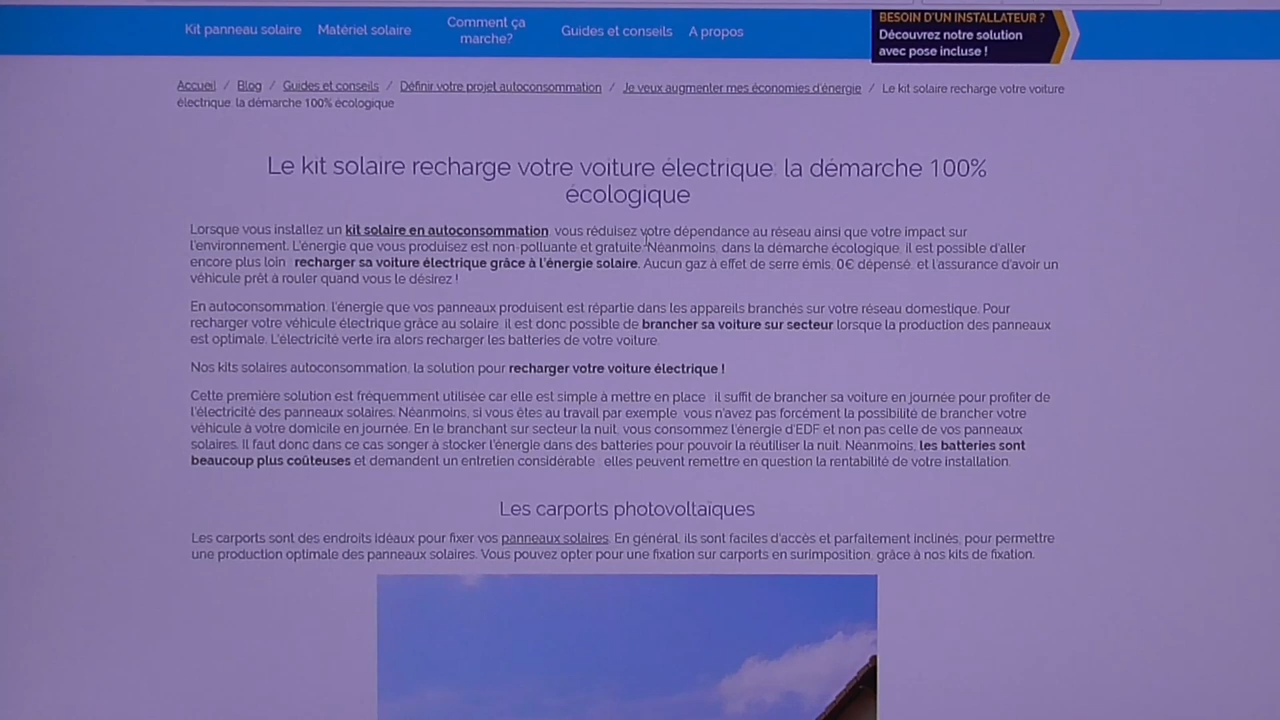 Kit panneau solaire
Matériel solaire
Comment ça
marche?
Guides et conseils
A propos
BESOIN D'UN INSTALLATEUR ?
Découvrez notre solution
avec pose incluse !
Accueil / Blog / Guides et conseils / Définir votre projet autoconsommation / Je veux augmenter mes économies d'énergie / Le kit solaire recharge votre voiture
électrique: la démarche 100% écologique
Le kit solaire recharge votre voiture électrique: la démarche 100%
écologique
Lorsque vous installez un kit solaire en autoconsommation, vous réduisez votre dépendance au réseau ainsi que votre impact sur
l'environnement. L'énergie que vous produisez est non-polluante et gratuite. Néanmoins, dans la démarche écologique, il est possible d'aller
encore plus loin : recharger sa voiture électrique grâce à l'énergie solaire. Aucun gaz à effet de serre émis, 0€ dépensé, et l'assurance d'avoir un
véhicule prêt à rouler quand vous le désirez !
En autoconsommation, l'énergie que vos panneaux produisent est répartie dans les appareils branchés sur votre réseau domestique. Pour
recharger votre véhicule électrique grâce au solaire, il est donc possible de brancher sa voiture sur secteur lorsque la production des panneaux
est optimale. L'électricité verte ira alors recharger les batteries de votre voiture.
Nos kits solaires autoconsommation, la solution pour recharger votre voiture électrique !
Cette première solution est fréquemment utilisée car elle est simple à mettre en place : il suffit de brancher sa voiture en journée pour profiter de
l'électricité des panneaux solaires. Néanmoins, si vous êtes au travail par exemple, vous n'avez pas forcément la possibilité de brancher votre
véhicule à votre domicile en journée. En le branchant sur secteur la nuit, vous consommez l'énergie d'EDF et non pas celle de vos panneaux
solaires. Il faut donc dans ce cas songer à stocker l'énergie dans des batteries pour pouvoir la réutiliser la nuit. Néanmoins, les batteries sont
beaucoup plus coûteuses et demandent un entretien considérable : elles peuvent remettre en question la rentabilité de votre installation.
Les carports photovoltaïques
Les carports sont des endroits idéaux pour fixer vos panneaux solaires. En général, ils sont faciles d'accès et parfaitement inclinés, pour permettre
une production optimale des panneaux solaires. Vous pouvez opter pour une fixation sur carports en surimposition, grâce à nos kits de fixation.